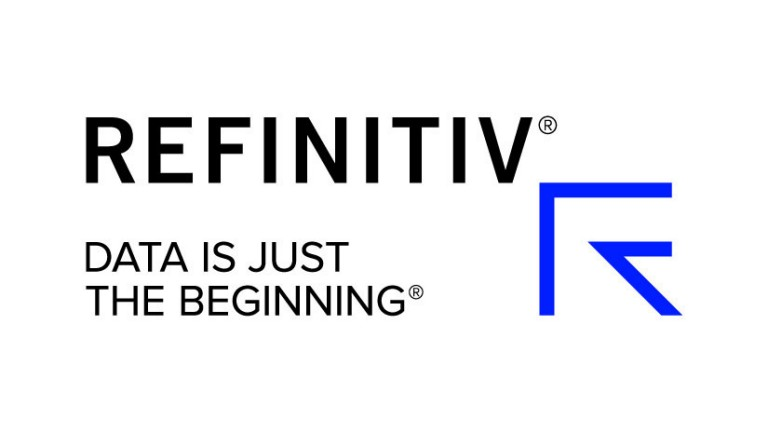 REFINITIV®
DATA IS JUST
THE BEGINNING®